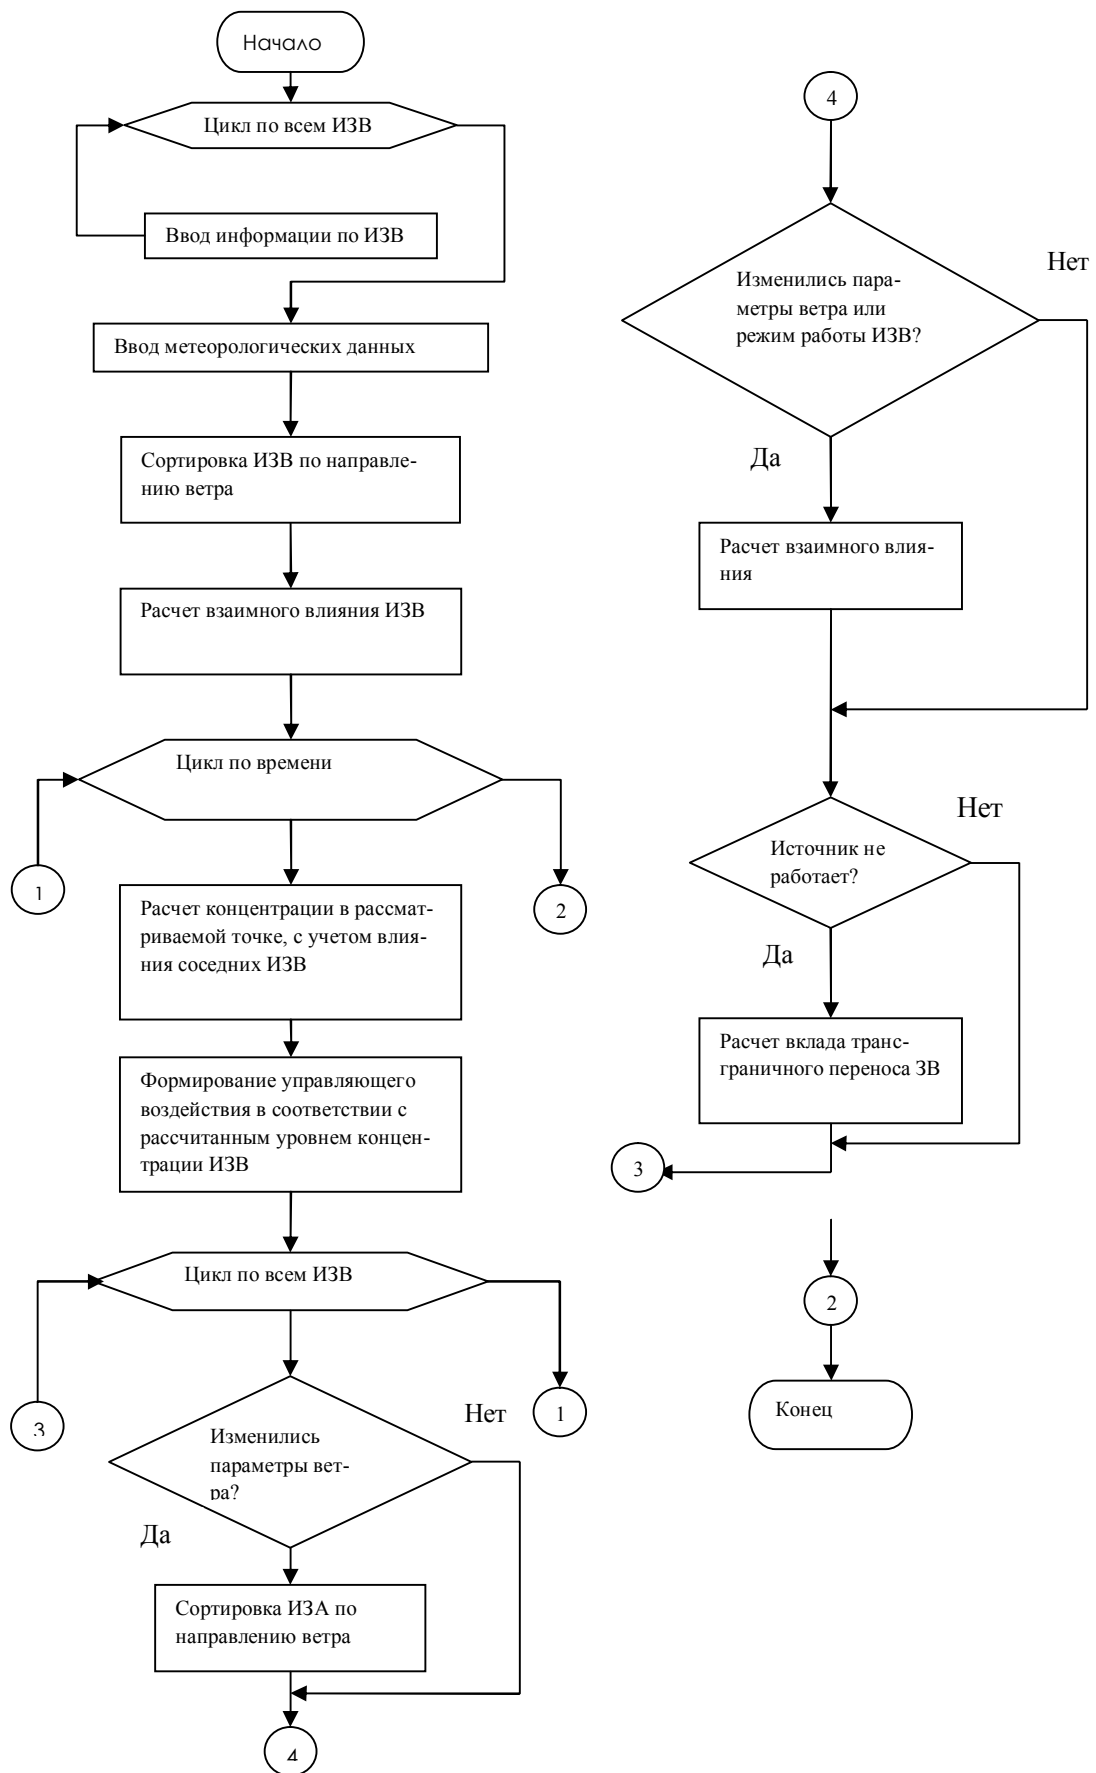 Начало
Цикл по всем ИЗВ
Ввод информации по ИЗВ
Ввод метеорологических данных
Сортировка ИЗВ по направле-
нию ветра
Расчет взаимного влияния ИЗВ
Цикл по времени
1
2
Расчет концентрации в рассмат-
риваемой точке, с учетом влия-
ния соседних ИЗВ
Формирование управляющего
воздействия в соответствии с
рассчитанным уровнем концен-
трации ИЗВ
Цикл по всем ИЗВ
3
1
Изменились
параметры вет-
ра?
Нет
Да
Сортировка ИЗА по
направлению ветра
4
4
Изменились пара-
метры ветра или
режим работы ИЗВ?
Нет
Да
Расчет взаимного влия-
ния
Источник не
работает?
Нет
Да
Расчет вклада транс-
граничного переноса ЗВ
3
2
Конец